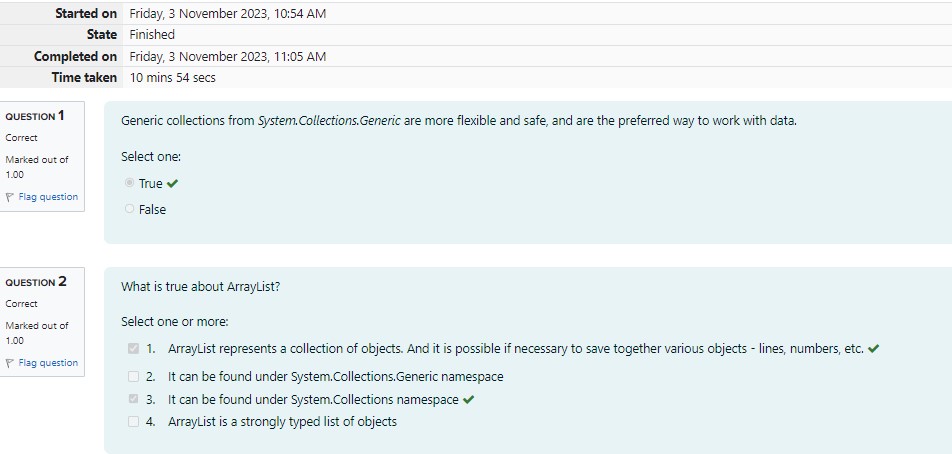 Started on Friday, 3 November 2023, 10:54 AM
State Finished
Completed on Friday, 3 November 2023, 11:05 AM
Time taken 10 mins 54 secs
QUESTION 1
Correct
Marked out of
1.00
Flag question
Generic collections from System.Collections.Generic are more flexible and safe, and are the preferred way to work with data.
Select one:
True
False
QUESTION 2
Correct
Marked out of
1.00
Flag question
What is true about ArrayList?
Select one or more:
1. ArrayList represents a collection of objects. And it is possible if necessary to save together various objects - lines, numbers, etc.
2. It can be found under System.Collections.Generic namespace
3. It can be found under System.Collections namespace
4. ArrayList is a strongly typed list of objects